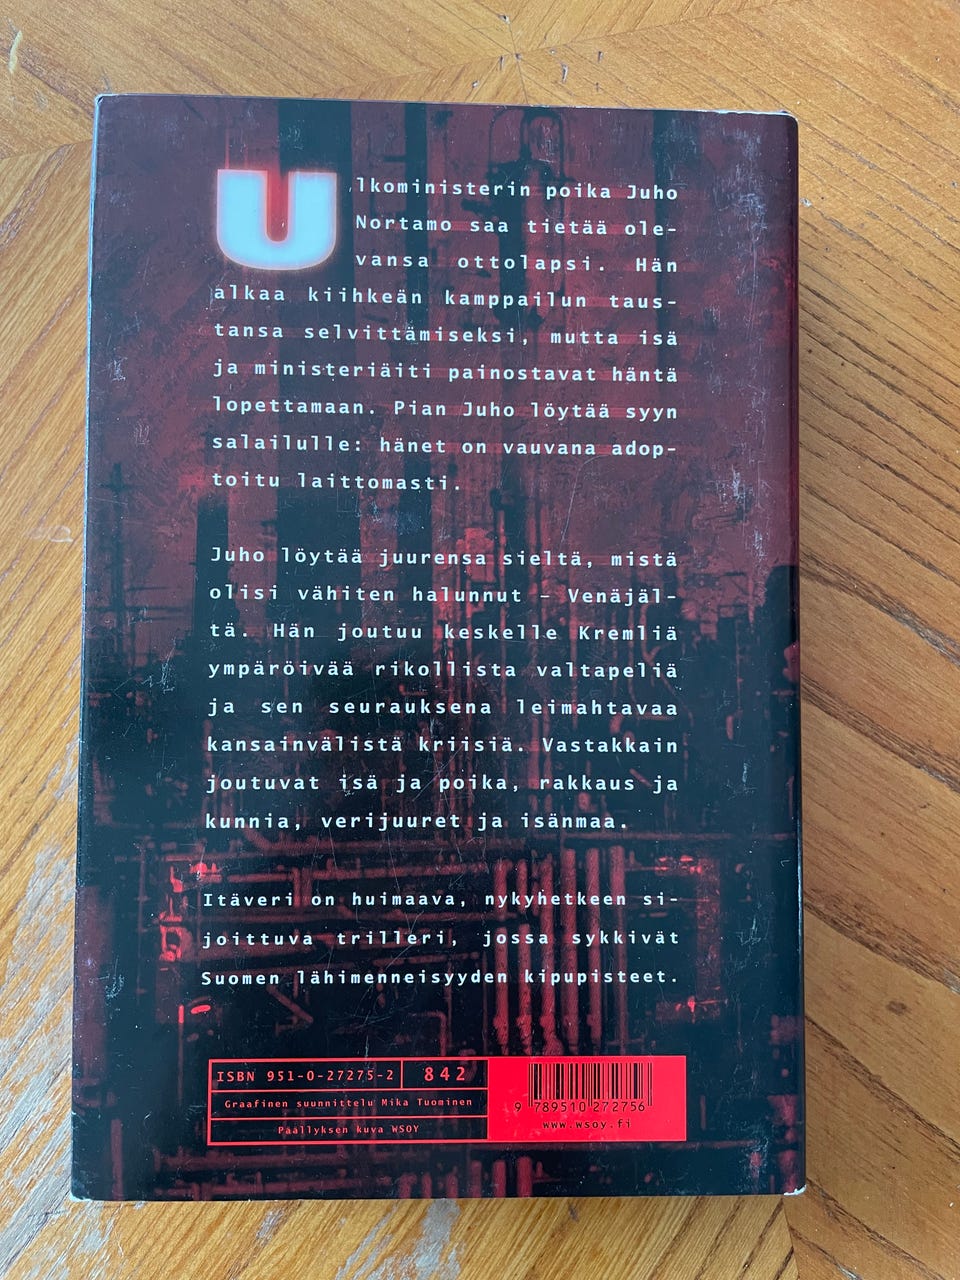 Ulkoministerin poika Juho
Nortamo saa tietää ole-
vansa ottolapsi. Hän
alkaa kiihkeän kamppailun taus-
tansa selvittämiseksi, mutta isä
ja ministeriäiti painostavat häntä
lopettamaan. Pian Juho löytää syyn
salailulle: hänet on vauvana adop-
toitu laittomasti.
Juho löytää juurensa sieltä, mistä
olisi vähiten halunnut – Venäjäl-
tä. Hän joutuu keskelle Kremliä
ympäröivää rikollista valtapeliä
ja sen seurauksena leimahtavaa
kansainvälistä kriisiä. Vastakkain
joutuvat isä ja poika, rakkaus ja
kunnia, verijuuret ja isänmaa.
Itäveri on huimaava, nykyhetkeen si-
joittuva trilleri, jossa sykkivät
Suomen lähimenneisyyden kipupisteet.
ISBN 951-0-27275-2 842
Graafinen suunnittelu Mika Tuominen
Päällyksen kuva WSOY
9 789510 272756
www.wsoy.fi